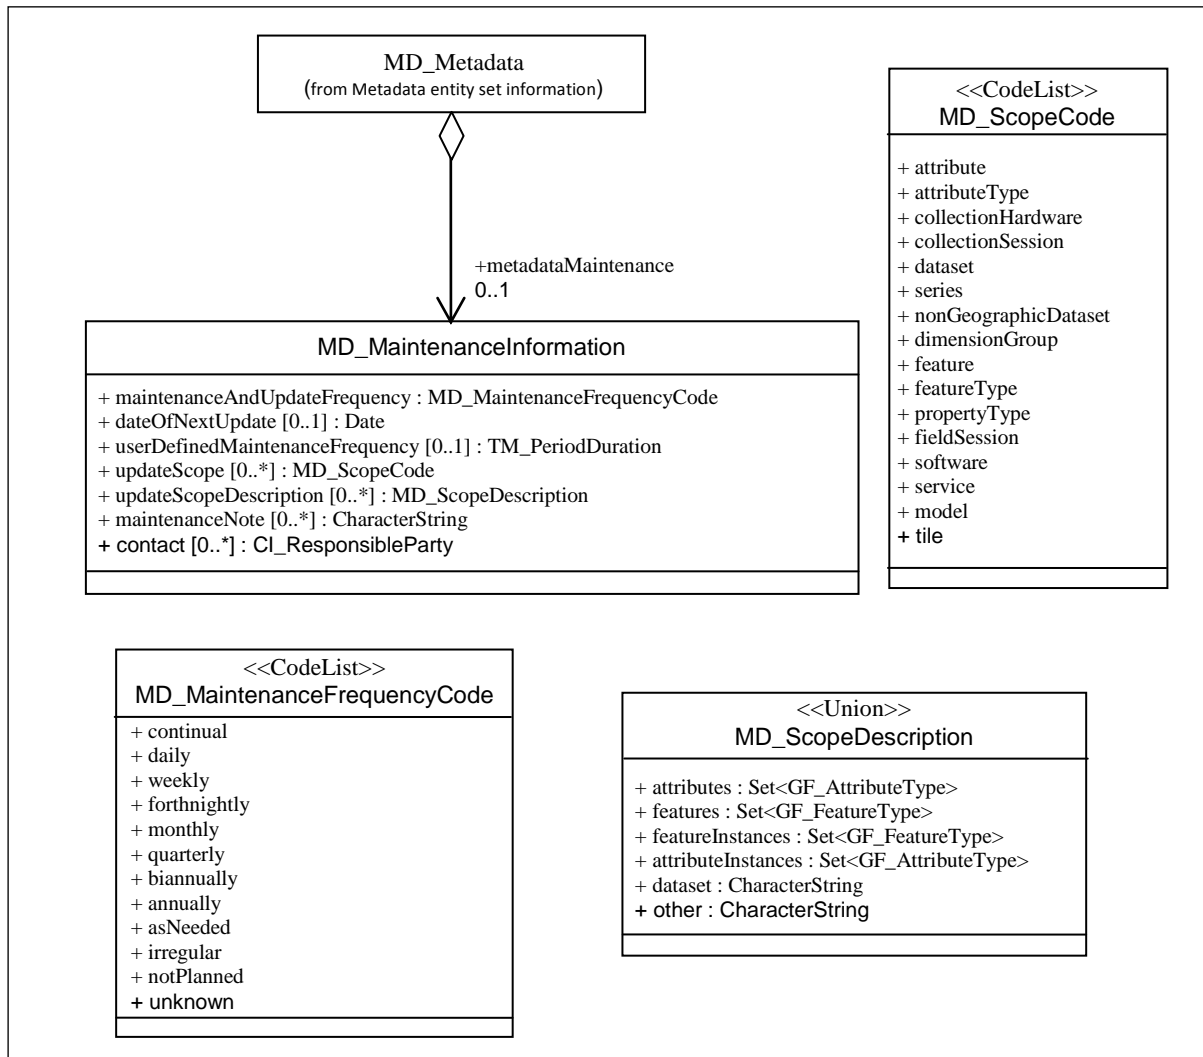 MD_Metadata
(from Metadata entity set information)
+metadataMaintenance
0..1
MD_MaintenanceInformation
+ maintenanceAndUpdateFrequency : MD_MaintenanceFrequencyCode
+ dateOfNextUpdate [0..1] : Date
+ userDefinedMaintenanceFrequency [0..1] : TM_PeriodDuration
+ updateScope [0..*] : MD_ScopeCode
+ updateScopeDescription [0..*] : MD_ScopeDescription
+ maintenanceNote [0..*] : CharacterString
+ contact [0..*] : CI_ResponsibleParty
<<CodeList>>
MD_ScopeCode
+ attribute
+ attributeType
+ collectionHardware
+ collectionSession
+ dataset
+ series
+ nonGeographicDataset
+ dimensionGroup
+ feature
+ featureType
+ propertyType
+ fieldSession
+ software
+ service
+ model
+ tile
<<CodeList>>
MD_MaintenanceFrequencyCode
+ continual
+ daily
+ weekly
+ forthnightly
+ monthly
+ quarterly
+ biannually
+ annually
+ asNeeded
+ irregular
+ notPlanned
+ unknown
<<Union>>
MD_ScopeDescription
+ attributes : Set<GF_AttributeType>
+ features : Set<GF_FeatureType>
+ featureInstances : Set<GF_FeatureType>
+ attributeInstances : Set<GF_AttributeType>
+ dataset : CharacterString
+ other : CharacterString